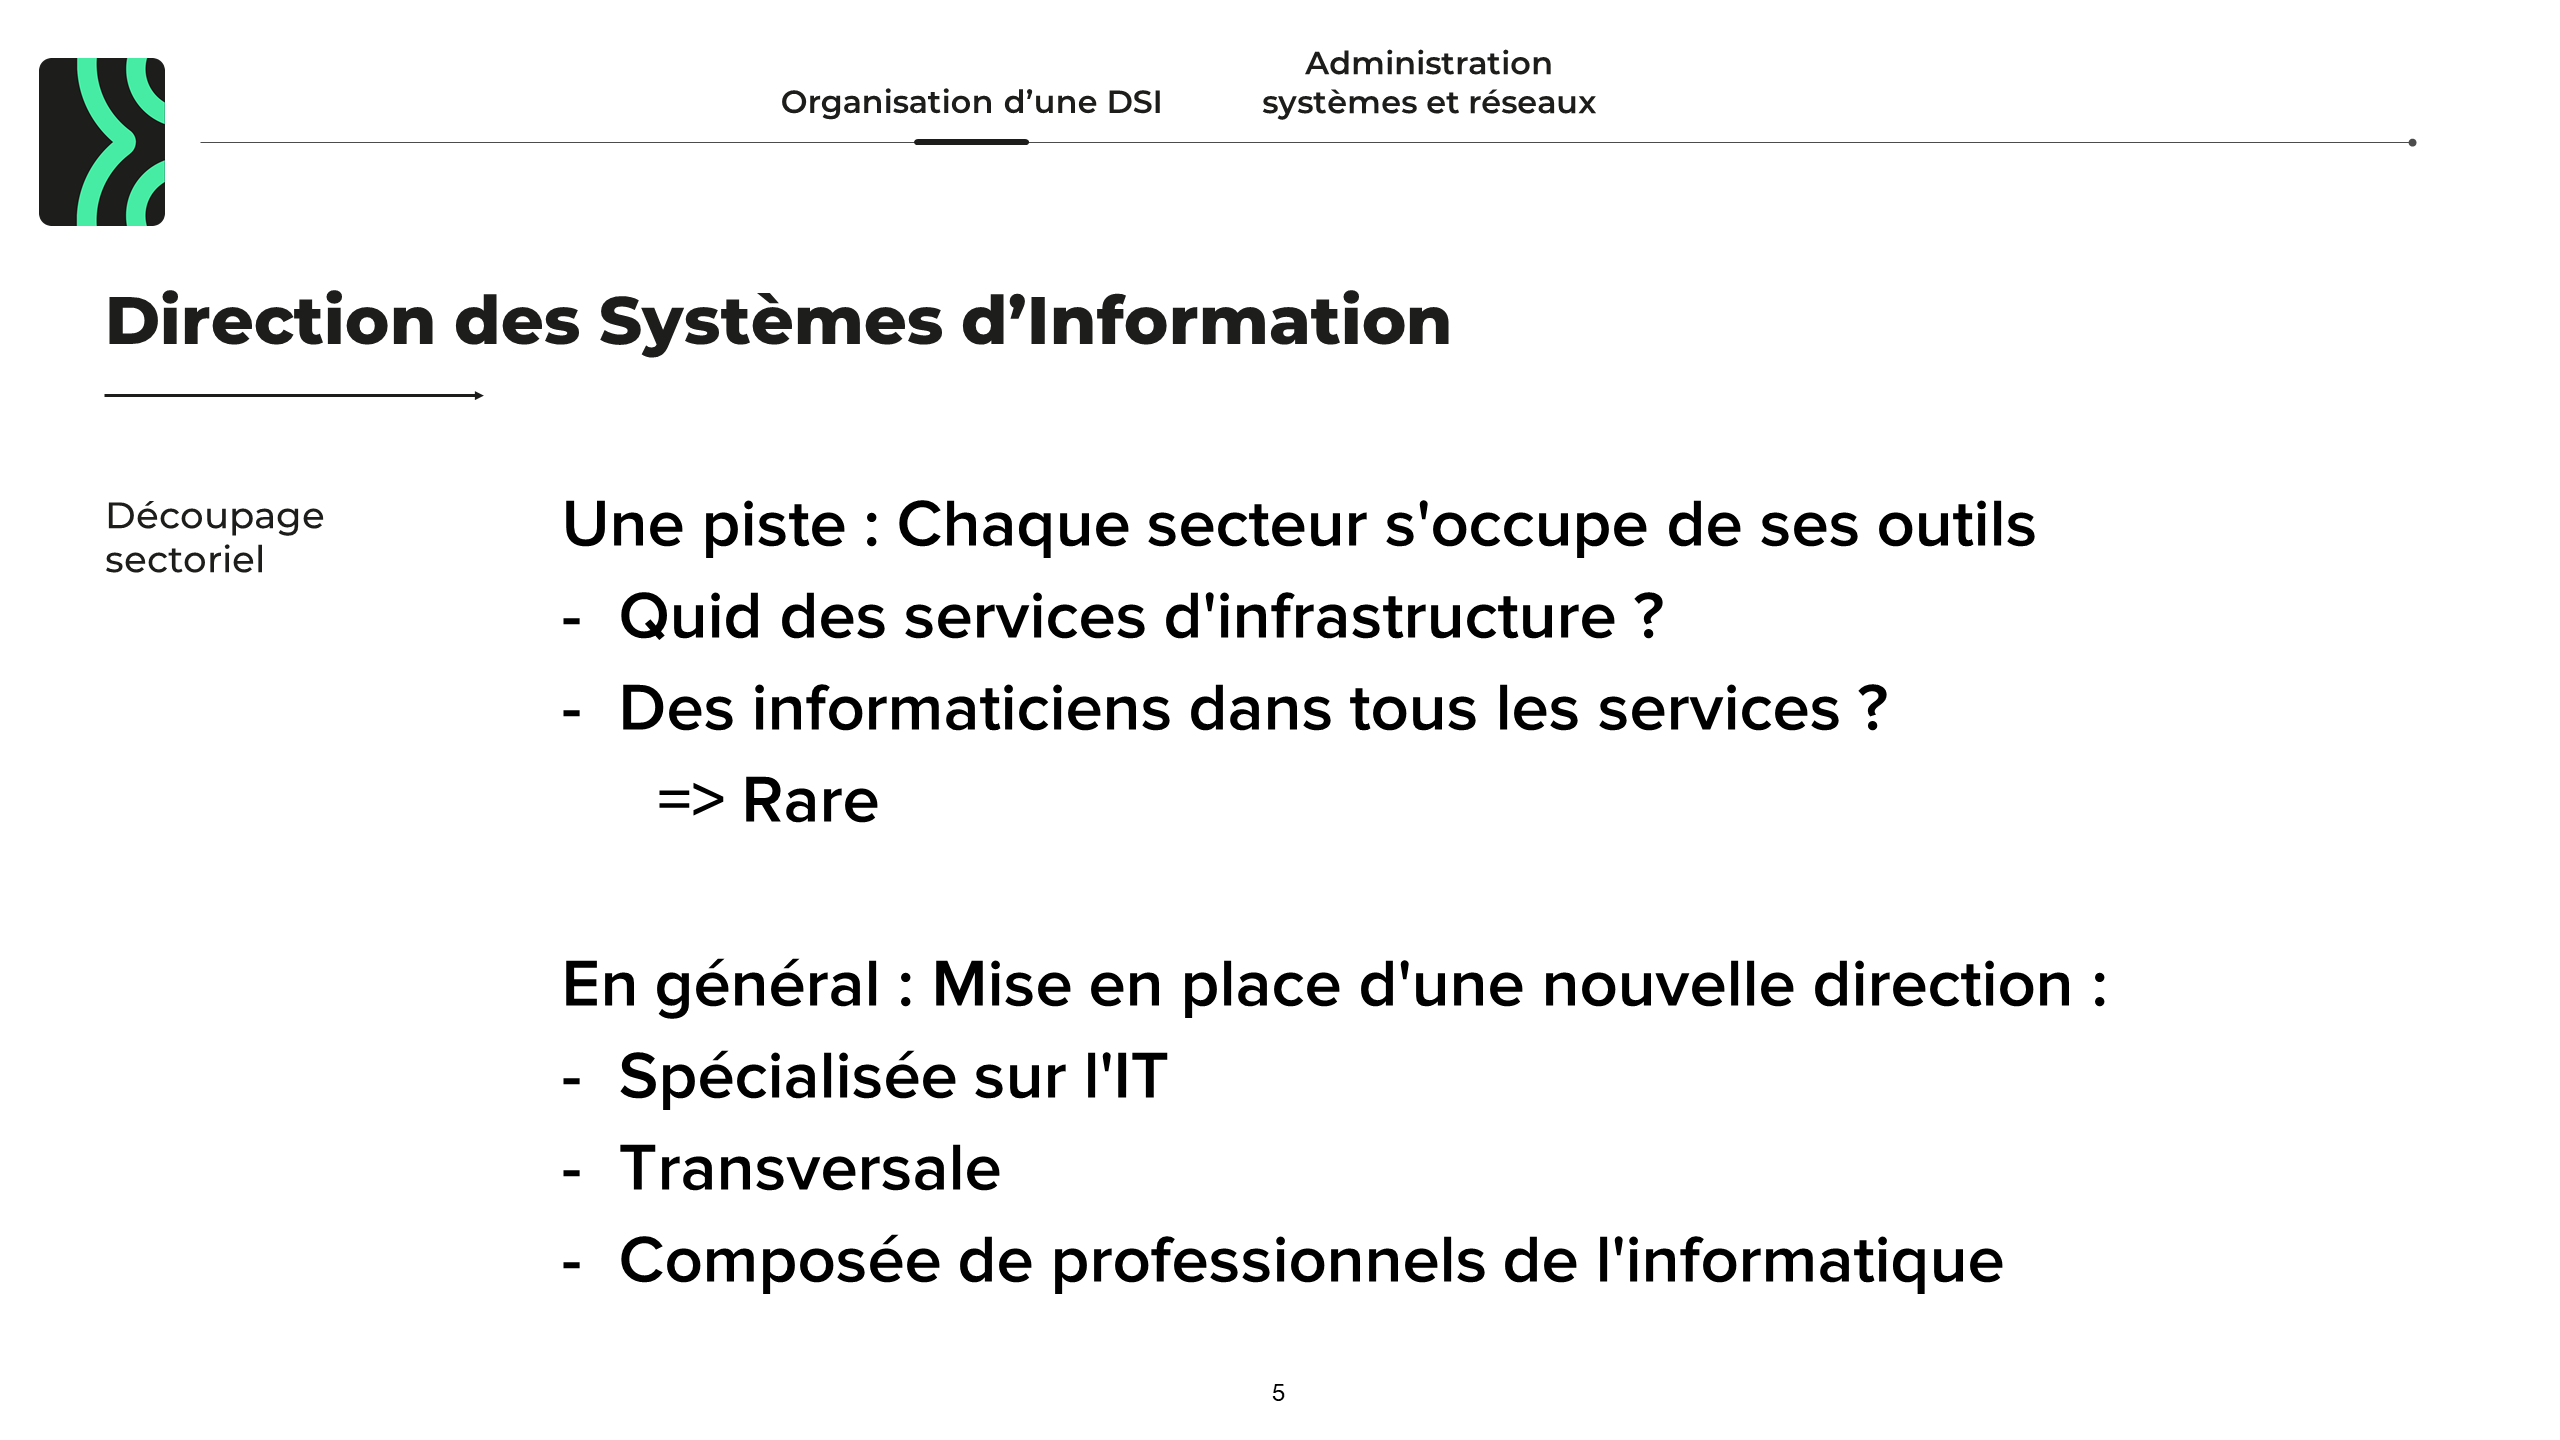 Organisation d’une DSI
Administration
systèmes et réseaux
Direction des Systèmes d’Information
Découpage
sectoriel
Une piste : Chaque secteur s'occupe de ses outils
- Quid des services d'infrastructure ?
- Des informaticiens dans tous les services ?
=> Rare
En général : Mise en place d'une nouvelle direction :
- Spécialisée sur l'IT
- Transversale
- Composée de professionnels de l'informatique
5